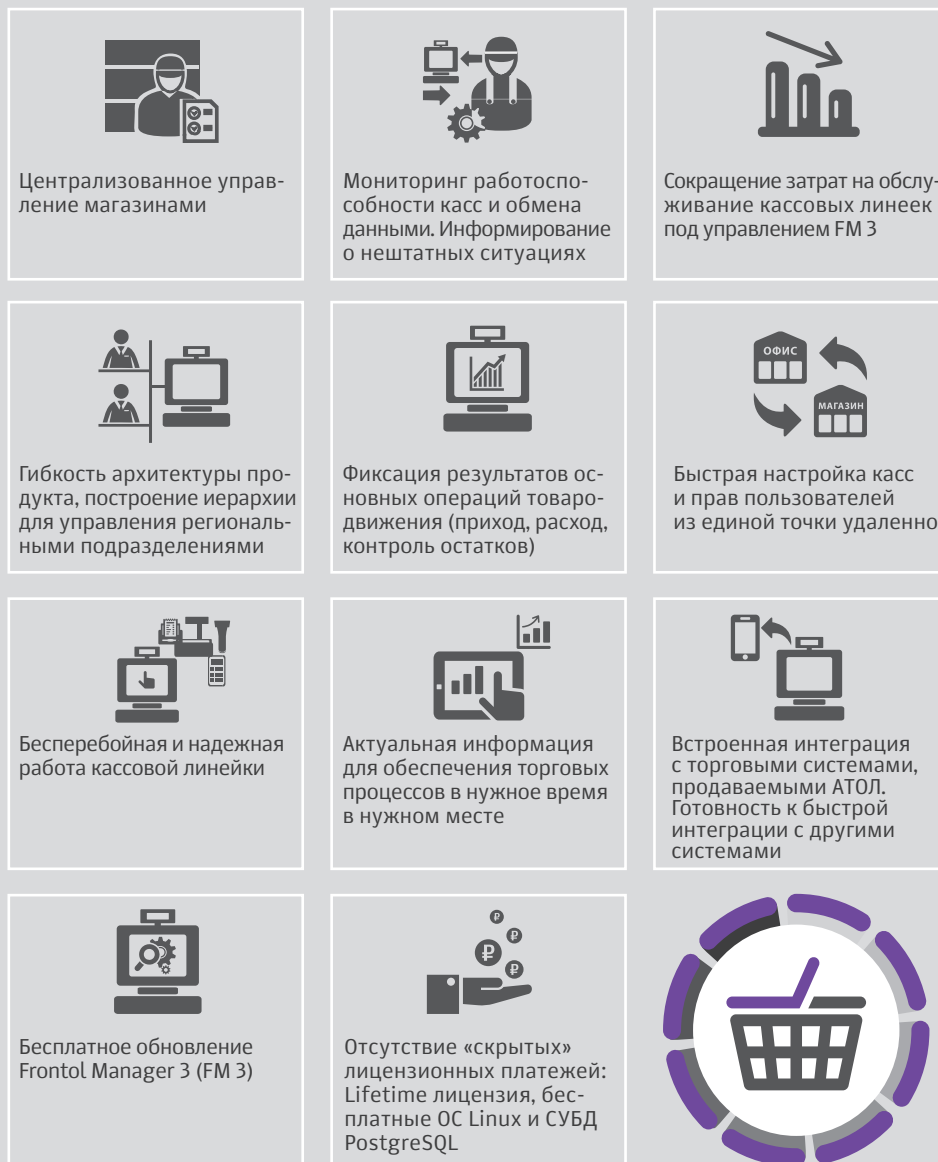 Централизованное управ-
ление магазинами
Мониторинг работоспо-
собности касс и обмена
данными. Информирование
о нештатных ситуациях
Сокращение затрат на обслу-
живание кассовых линеек
под управлением FM 3
Гибкость архитектуры про-
дукта, построение иерархии
для управления региональ-
ными подразделениями
Фиксация результатов ос-
новных операций товаро-
движения (приход, расход,
контроль остатков)
ОФИС
МАГАЗИН
Быстрая настройка касс
и прав пользователей
из единой точки удаленно
Бесперебойная и надежная
работа кассовой линейки
Актуальная информация
для обеспечения торговых
процессов в нужное время
в нужном месте
Встроенная интеграция
с торговыми системами,
продаваемыми АТОЛ.
Готовность к быстрой
интеграции с другими
системами
Бесплатное обновление
Frontol Manager 3 (FM 3)
Отсутствие «скрытых»
лицензионных платежей:
Lifetime лицензия, бес-
платные ОС Linux и СУБД
PostgreSQL